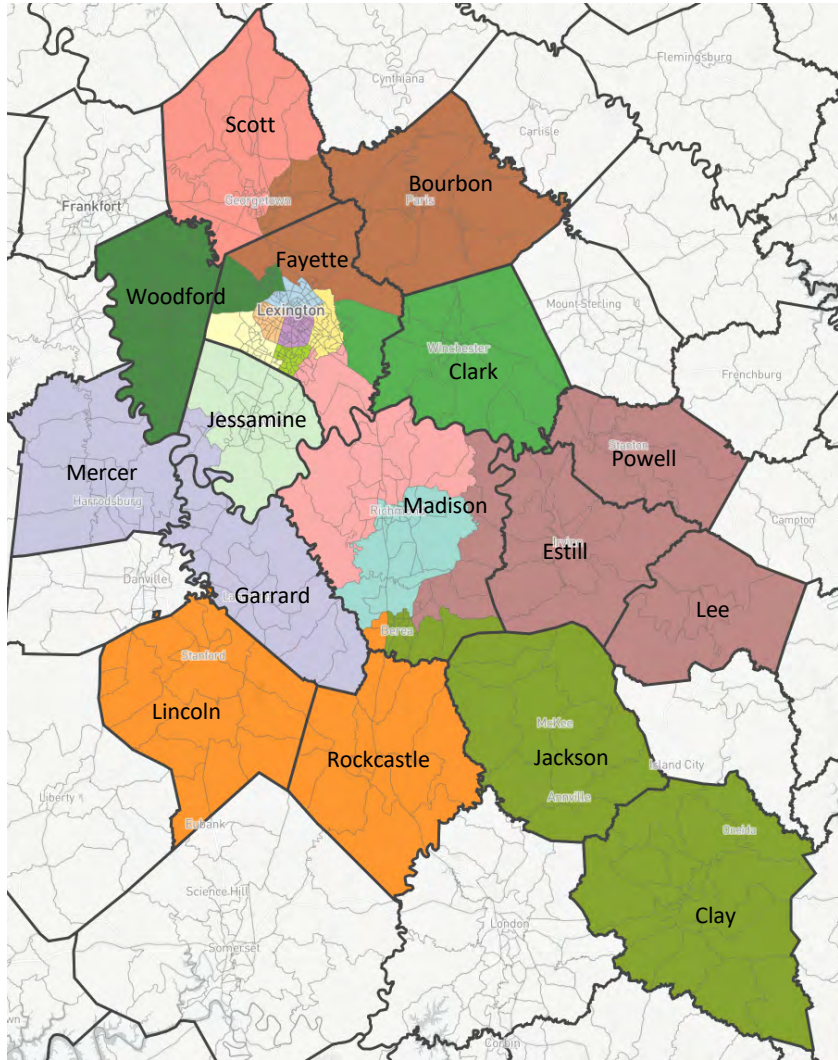 Flemingsburg
Cynthiana
Scott
Carlisle
Bourbon
Georgetown
Paris
Frankfort
Fayette
Woodford
Mount-Sterling
Lexington
Winchester
Clark
Frenchburg
Jessamine
Stanton
Powell
Mercer
Harrodsburg
Madison
Richm
Campton
Irvine
Estill
Danville
Garrard
Lee
Berea
Stanford
Lincoln
McKee
Rockcastle
Jackson
Island City
Liberty
Annville
Eubank
Oneida
Science Hill
Clay
London
Somerset
Corbin